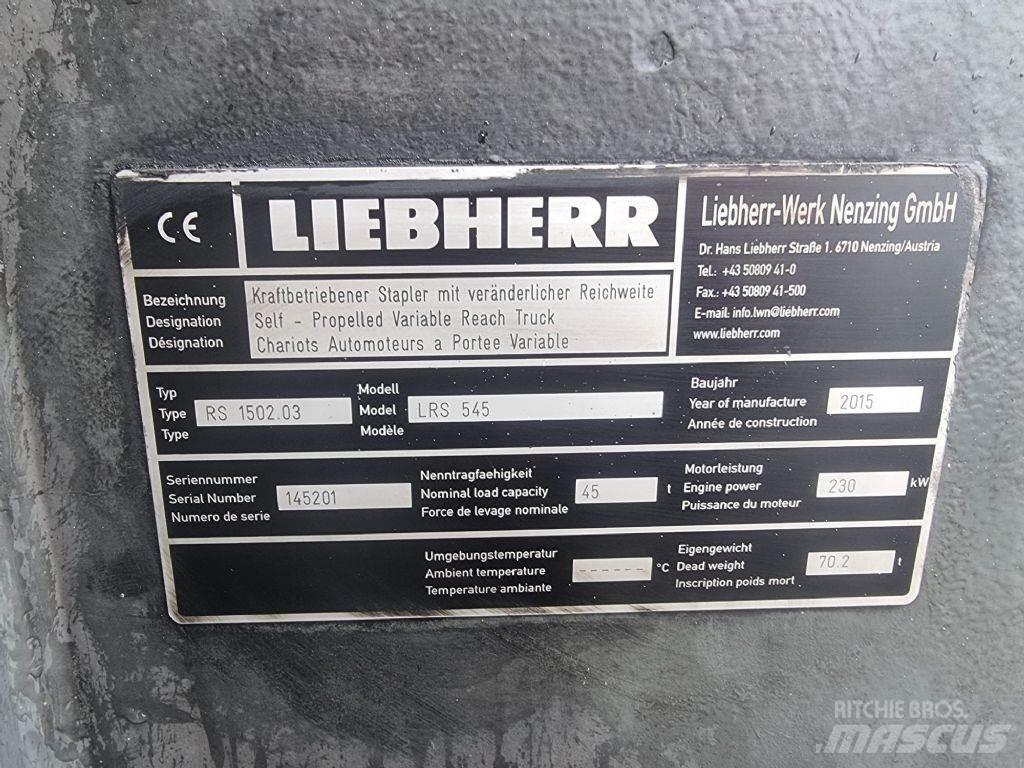 CE
LIEBHERR
Liebherr-Werk Nenzing GmbH
Dr. Hans Liebherr Straße 1, 6710 Nenzing/Austria
Tel.: +43 50809 41-0
Fax.: +43 50809 41-500
E-mail: info.lwn@liebherr.com
www.liebherr.com
Bezeichnung Kraftbetriebener Stapler mit veränderlicher Reichweite
Designation Self - Propelled Variable Reach Truck
Désignation Chariots Automoteurs a Portee Variable
Typ Modell Baujahr
Type RS 1502.03 Model LRS 545 Year of manufacture 2015
Type Modèle Année de construction
Seriennummer Nenntragfaehigkeit Motorleistung
Serial Number 145201 Nominal load capacity 45 t Engine power 230 kW
Numero de serie Force de levage nominale Puissance du moteur
Umgebungstemperatur Eigengewicht
Ambient temperature ------ °C Dead weight 70.2 t
Temperature ambiante Inscription poids mort
RITCHIE BROS.
MASCUS